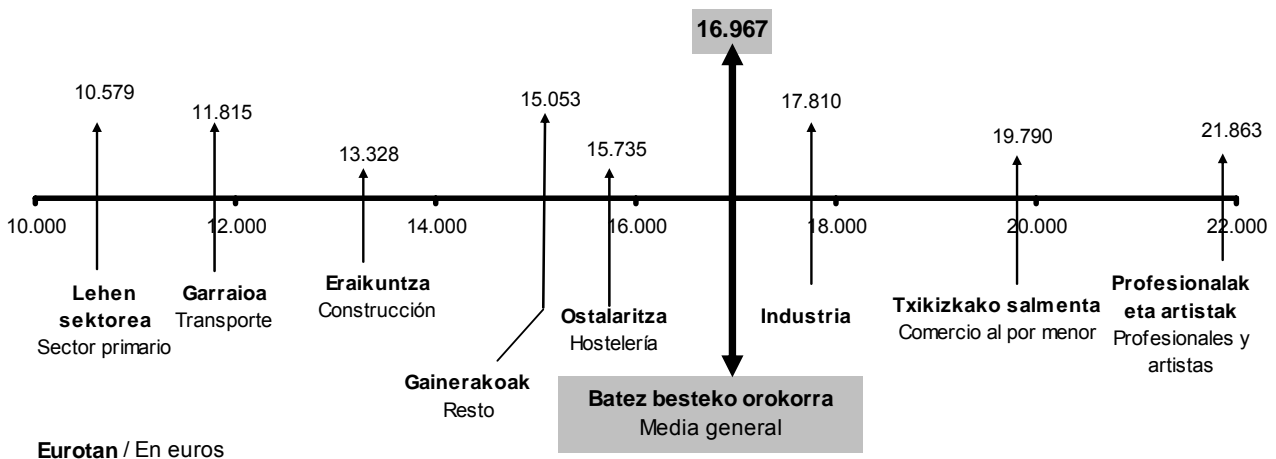 16.967
10.579
11.815
13.328
15.053
15.735
17.810
19.790
21.863
10.000
12.000
14.000
16.000
18.000
20.000
22.000
Lehen
sektorea
Sector primario
Garraioa
Transporte
Eraikuntza
Construcción
Gainerakoak
Resto
Ostalaritza
Hostelería
Industria
Txikizkako salmenta
Comercio al por menor
Profesionalak
eta artistak
Profesionales y
artistas
Batez besteko orokorra
Media general
Eurotan / En euros